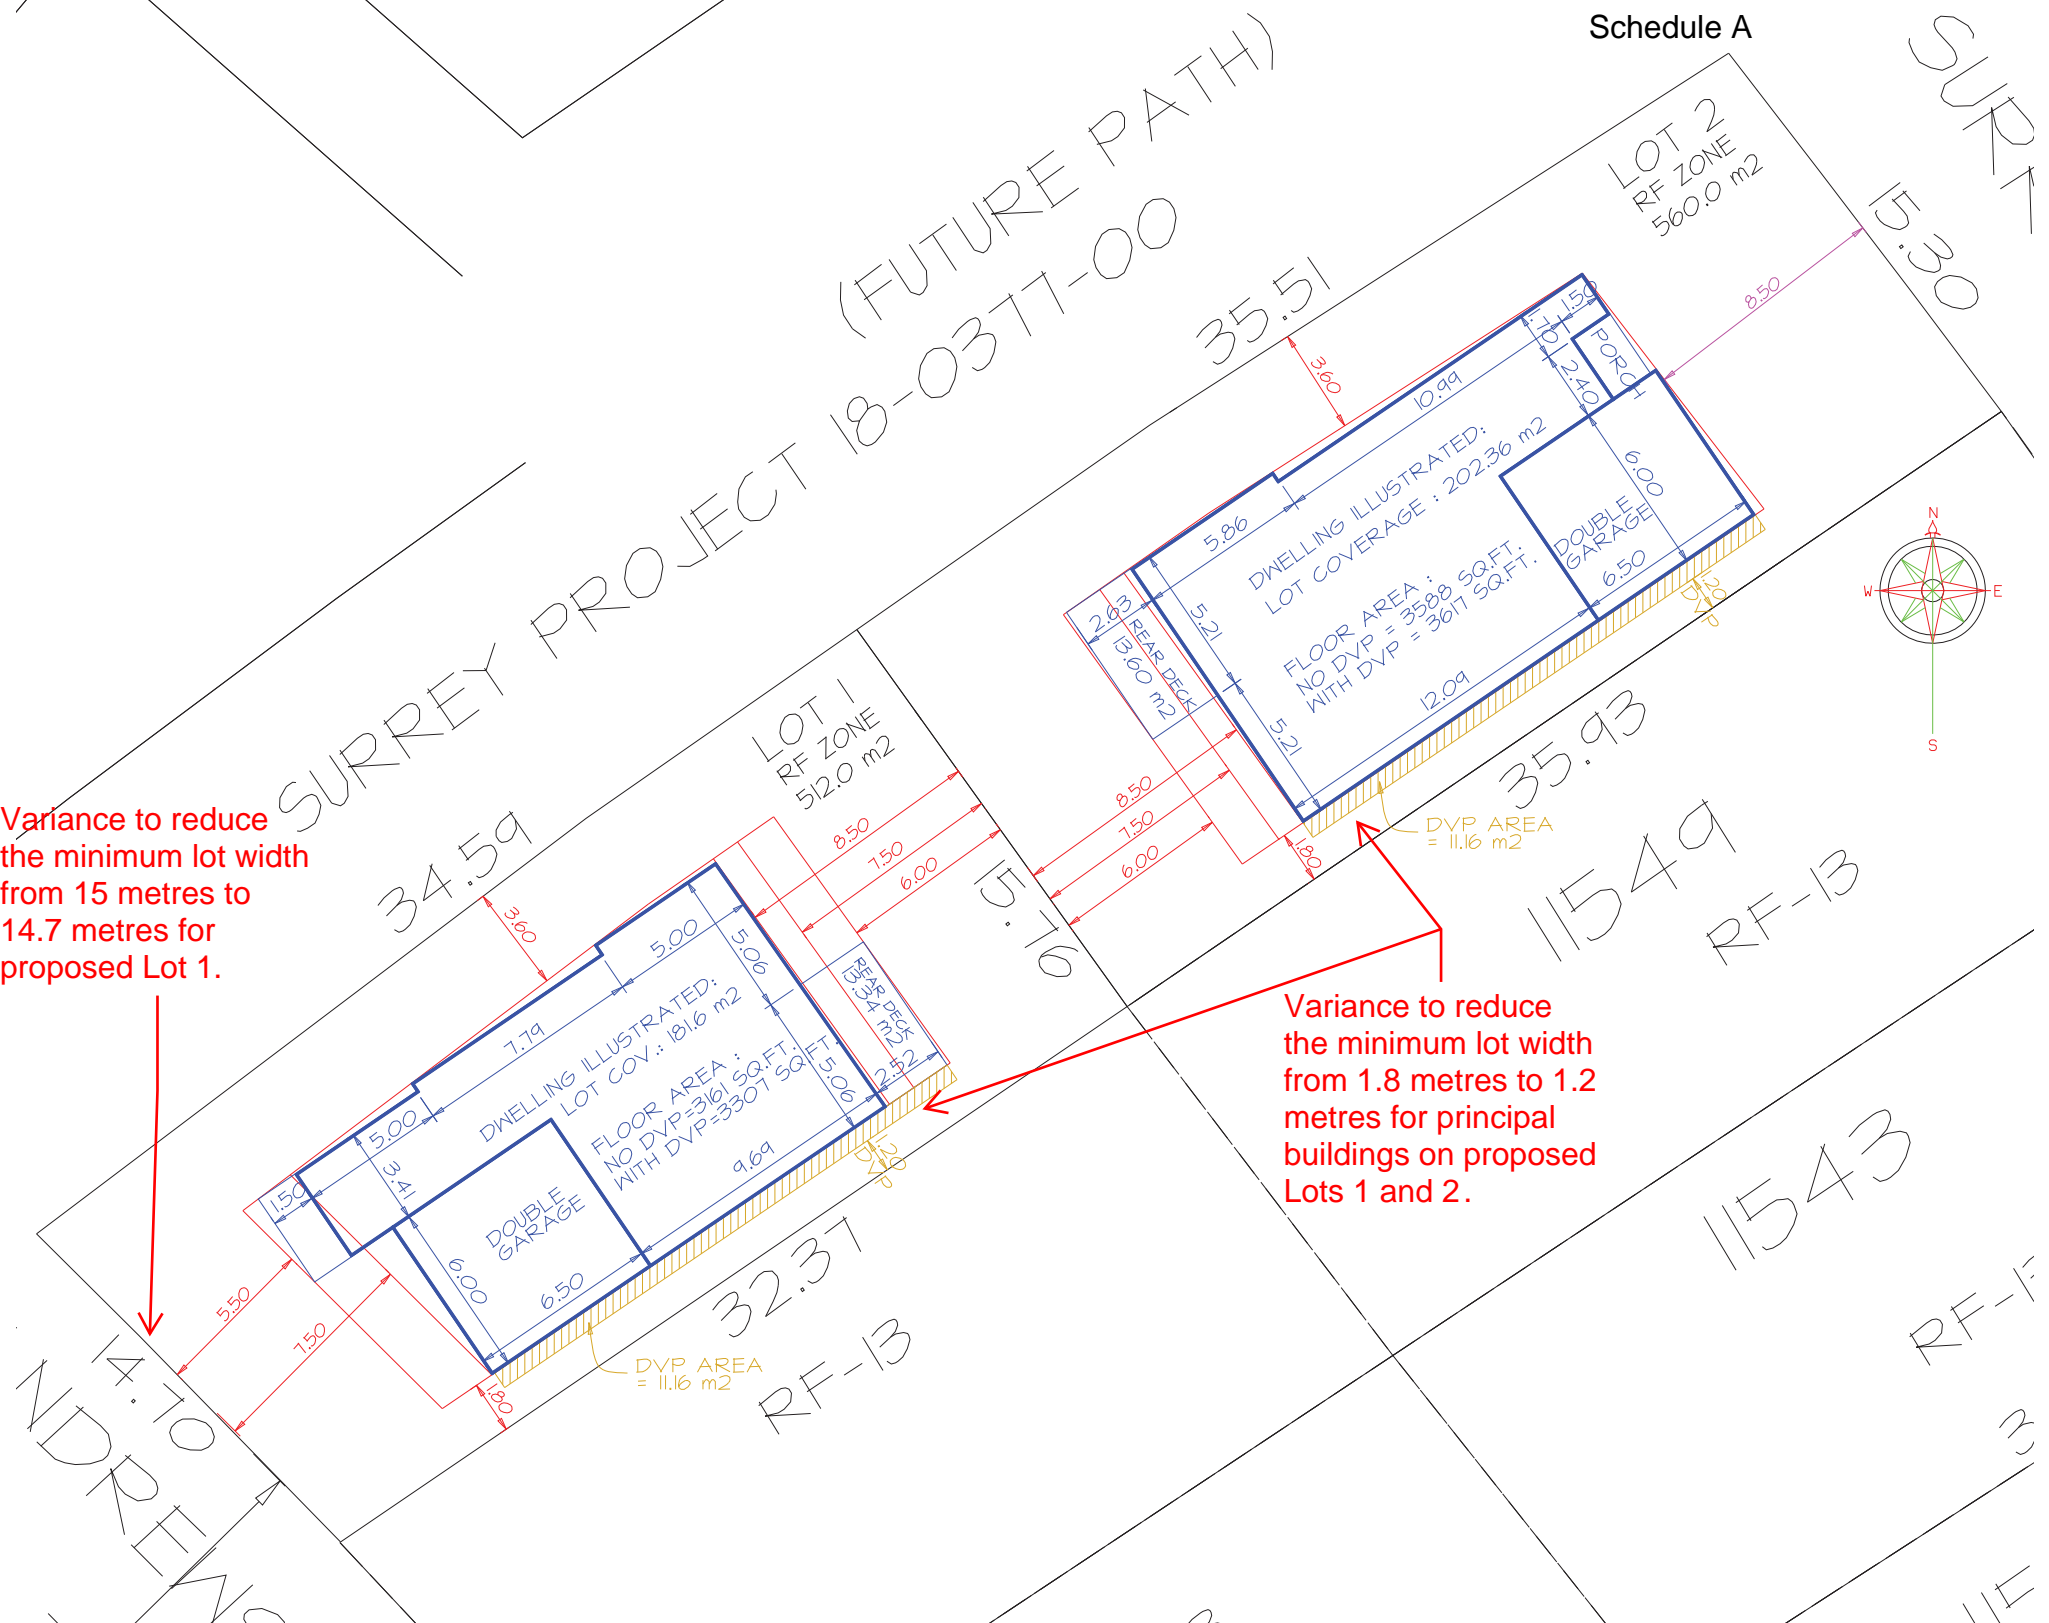 Schedule A
(FUTURE PATH)
SURREY PROJECT 18-0377-00
LOT 2
RF ZONE
560.0 m2
15.30
8.50
35.51
3.60
1.50
1.70
PORCH
2.40
10.99
5.86
DWELLING ILLUSTRATED:
LOT COVERAGE : 202.36 m2
FLOOR AREA :
NO DVP = 3588 SQ.FT.
WITH DVP = 3617 SQ.FT.
6.00
DOUBLE
GARAGE
6.50
1.20
DVP
12.09
5.21
5.21
2.63
REAR DECK
13.60 m2
8.50
7.50
6.00
1.80
DVP AREA
= 11.16 m2
35.93
N
W
E
S
11549
RF-13
LOT 1
RF ZONE
512.0 m2
34.59
3.60
8.50
7.50
6.00
15.76
5.00
7.79
5.00
5.06
5.06
REAR DECK
13.34 m2
2.52
DWELLING ILLUSTRATED:
LOT COV.: 181.6 m2
FLOOR AREA :
NO DVP=3161 SQ.FT.
WITH DVP=3307 SQ.FT.
1.50
3.41
6.00
DOUBLE
GARAGE
6.50
9.69
1.20
DVP
5.50
7.50
1.80
DVP AREA
= 11.16 m2
32.37
RF-13
14.70
Variance to reduce
the minimum lot width
from 15 metres to
14.7 metres for
proposed Lot 1.
Variance to reduce
the minimum lot width
from 1.8 metres to 1.2
metres for principal
buildings on proposed
Lots 1 and 2.
11543